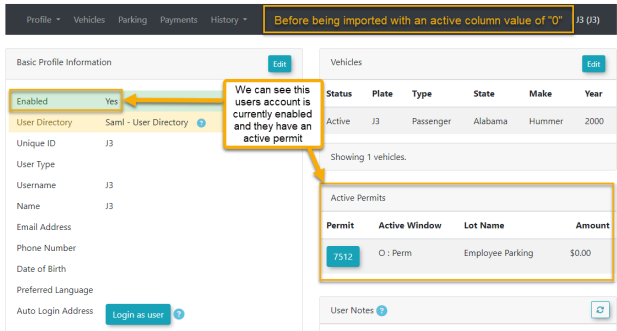 Profile Vehicles Parking Payments History Before being imported with an active column value of "0" J3 (J3)
Basic Profile Information Edit
Enabled Yes
User Directory Saml - User Directory ?
Unique ID J3
User Type
Username J3
Name J3
Email Address
Phone Number
Date of Birth
Preferred Language
Auto Login Address Login as user ?
We can see this
users account is
currently enabled
and they have an
active permit
Vehicles Edit
Status Plate Type State Make Year
Active J3 Passenger Alabama Hummer 2000
Showing 1 vehicles.
Active Permits
Permit Active Window Lot Name Amount
7512 O : Perm Employee Parking $0.00
User Notes ?